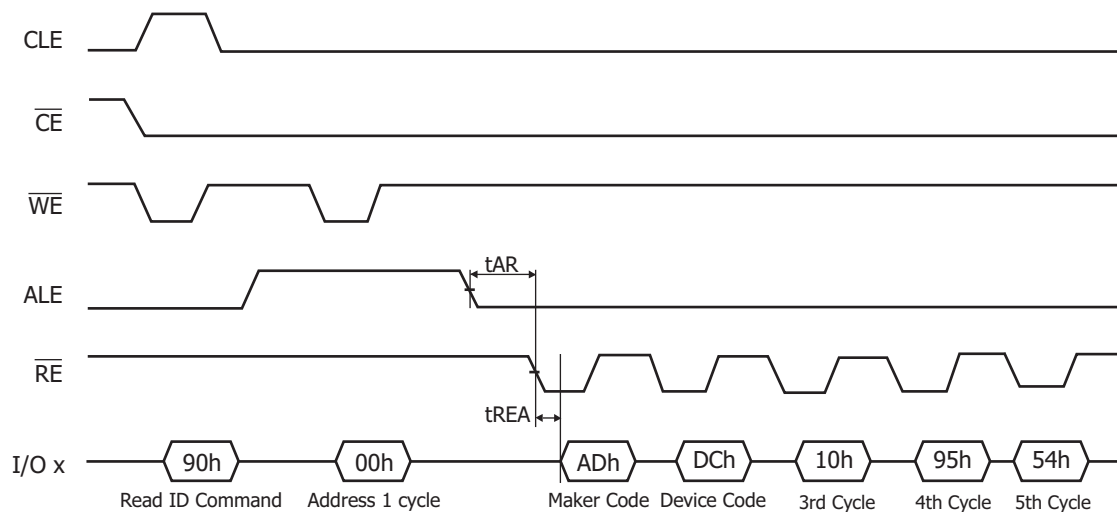 CLE
CE
WE
ALE
tAR
RE
tREA
I/O x
90h
00h
ADh
DCh
10h
95h
54h
Read ID Command
Address 1 cycle
Maker Code
Device Code
3rd Cycle
4th Cycle
5th Cycle